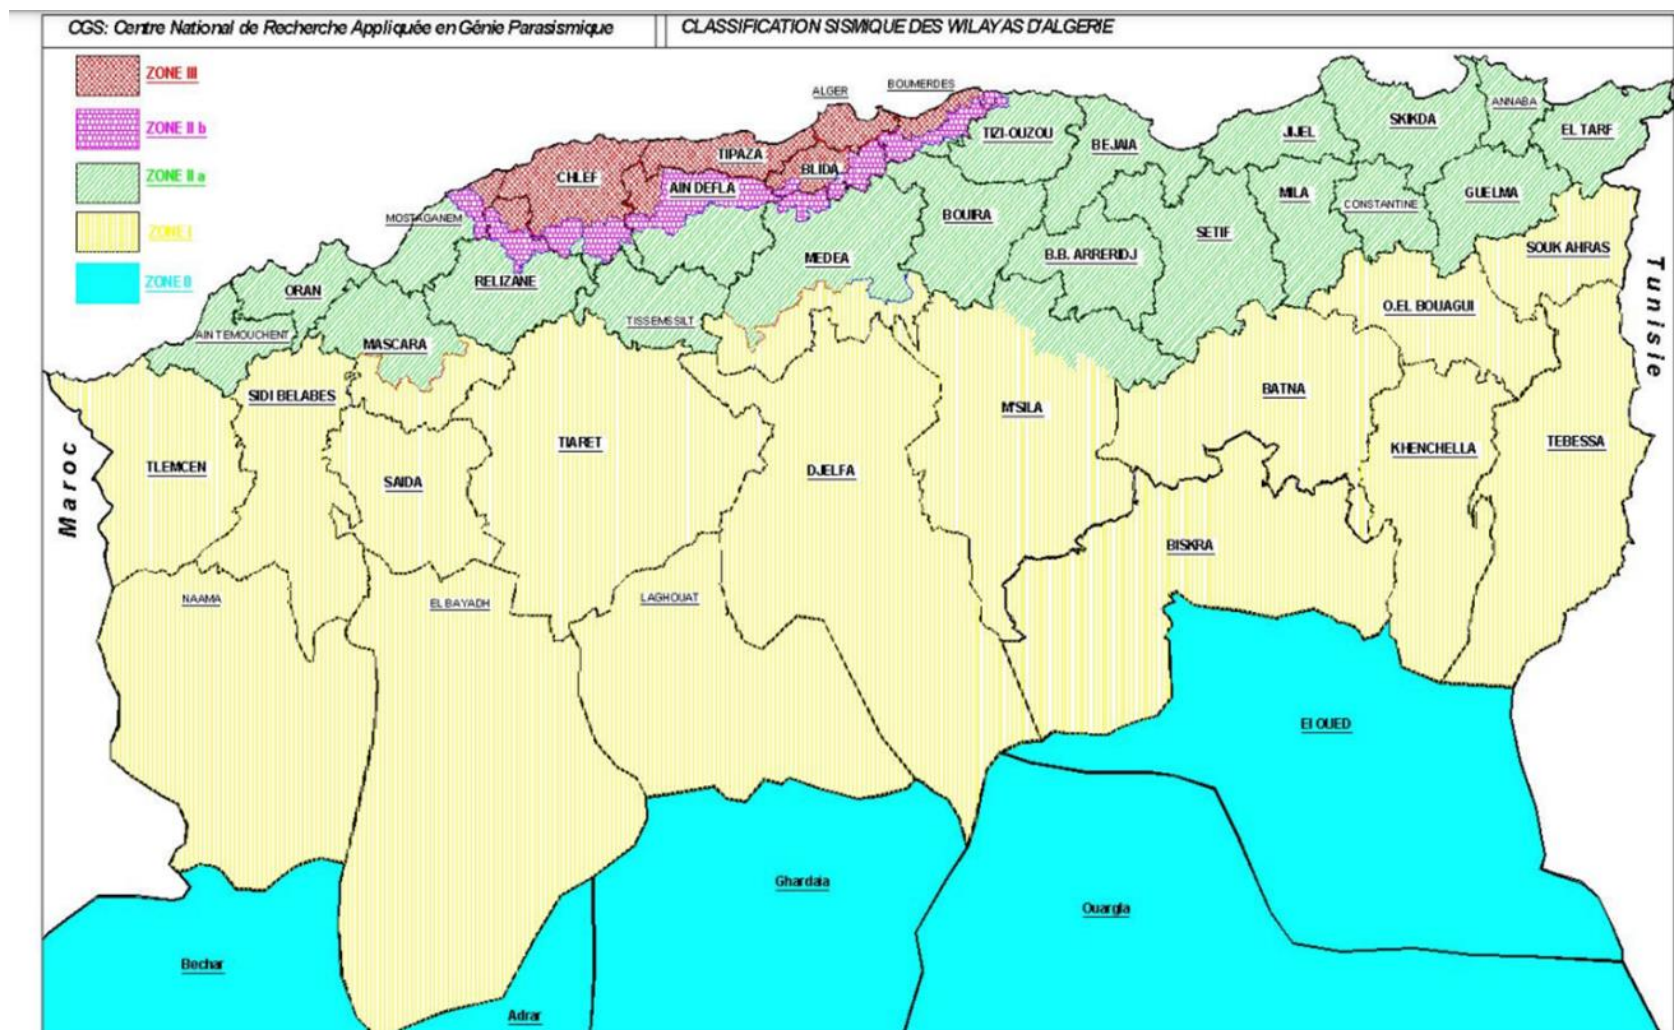 CGS: Centre National de Recherche Appliquée en Génie Parasismique
CLASSIFICATION SISMIQUE DES WILAYAS D'ALGERIE
ZONE III
ZONE II b
ZONE II a
ZONE I
ZONE 0
ALGER
BOUMERDES
TIPAZA
BLIDA
CHLEF
AIN DEFLA
TIZI-OUZOU
BEJAIA
JIJEL
SKIKDA
ANNABA
EL TARF
MOSTAGANEM
BOUIRA
MILA
CONSTANTINE
GUELMA
SETIF
SOUK AHRAS
MEDEA
B.B. ARRERIDJ
RELIZANE
ORAN
O.EL BOUAGUI
TISSEMSSILT
AIN TEMOUCHENT
MASCARA
Tunisie
SIDI BELABES
BATNA
M'SILA
TIARET
TEBESSA
KHENCHELLA
Maroc
TLEMCEN
DJELFA
SAIDA
BISKRA
NAAMA
EL BAYADH
LAGHOUAT
El OUED
Ghardaia
Ouargla
Bechar
Adrar